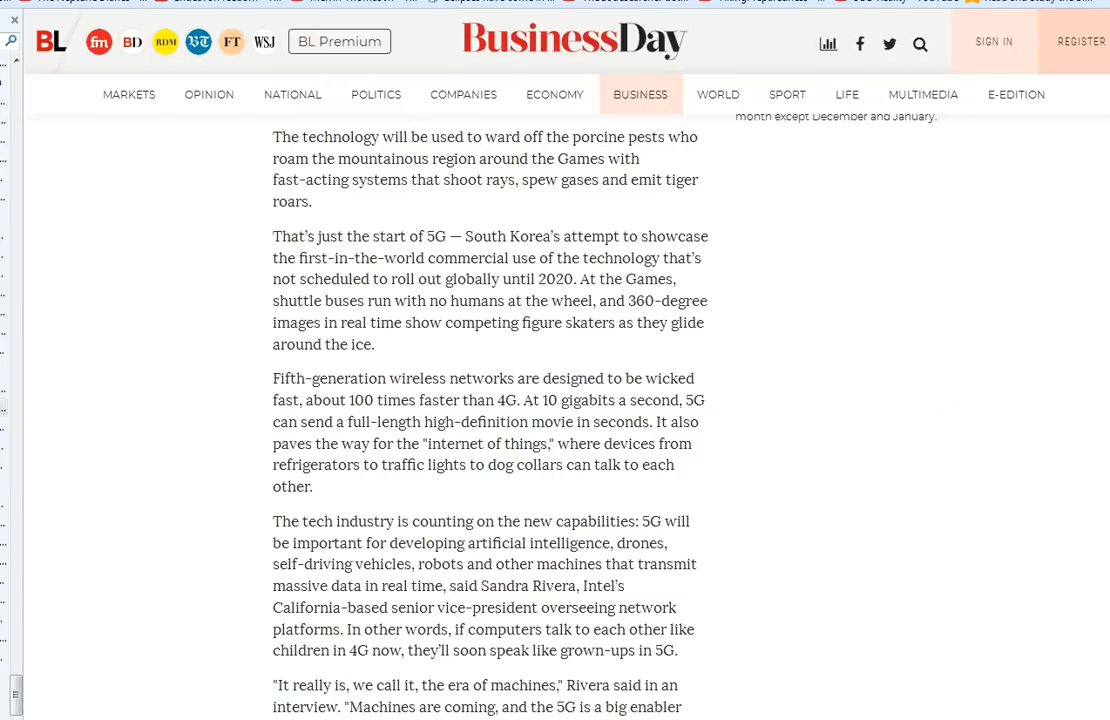 BL fm BD RDM BT FT WSJ BL Premium BusinessDay SIGN IN REGISTER
MARKETS OPINION NATIONAL POLITICS COMPANIES ECONOMY BUSINESS WORLD SPORT LIFE MULTIMEDIA E-EDITION
month except December and January.
The technology will be used to ward off the porcine pests who
roam the mountainous region around the Games with
fast-acting systems that shoot rays, spew gases and emit tiger
roars.
That's just the start of 5G — South Korea's attempt to showcase
the first-in-the-world commercial use of the technology that's
not scheduled to roll out globally until 2020. At the Games,
shuttle buses run with no humans at the wheel, and 360-degree
images in real time show competing figure skaters as they glide
around the ice.
Fifth-generation wireless networks are designed to be wicked
fast, about 100 times faster than 4G. At 10 gigabits a second, 5G
can send a full-length high-definition movie in seconds. It also
paves the way for the "internet of things," where devices from
refrigerators to traffic lights to dog collars can talk to each
other.
The tech industry is counting on the new capabilities: 5G will
be important for developing artificial intelligence, drones,
self-driving vehicles, robots and other machines that transmit
massive data in real time, said Sandra Rivera, Intel's
California-based senior vice-president overseeing network
platforms. In other words, if computers talk to each other like
children in 4G now, they'll soon speak like grown-ups in 5G.
"It really is, we call it, the era of machines," Rivera said in an
interview. "Machines are coming, and the 5G is a big enabler